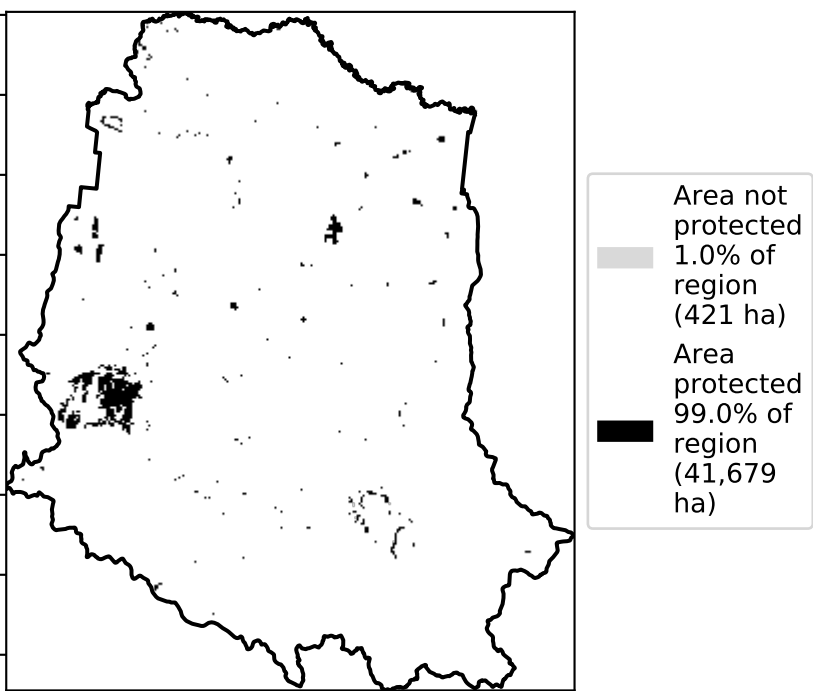 Area not
protected
1.0% of
region
(421 ha)
Area
protected
99.0% of
region
(41,679
ha)